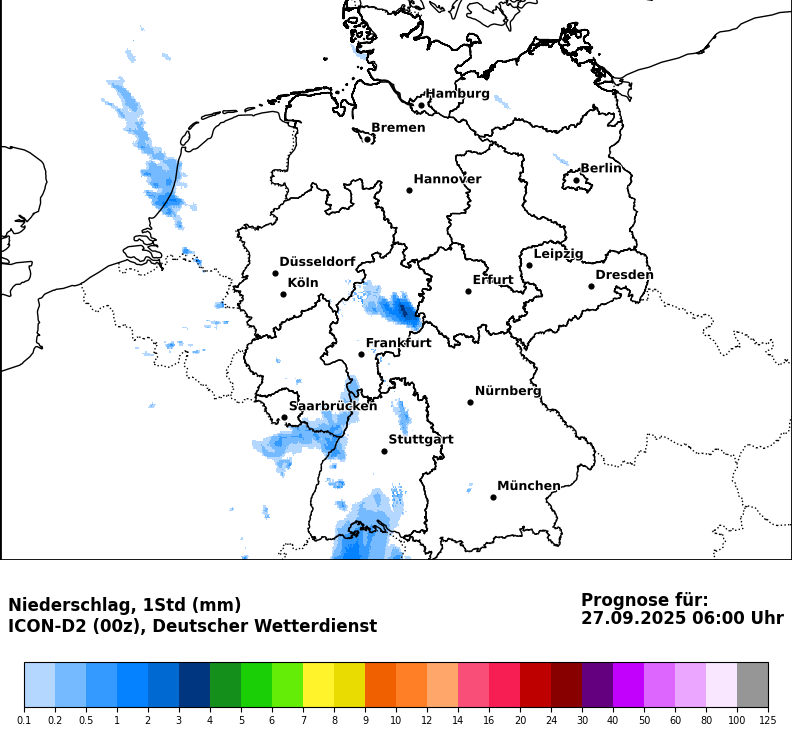 Hamburg
Bremen
Berlin
Hannover
Leipzig
Düsseldorf
Dresden
Köln
Erfurt
Frankfurt
Nürnberg
Saarbrücken
Stuttgart
München
Niederschlag, 1Std (mm)
ICON-D2 (00z), Deutscher Wetterdienst
Prognose für:
27.09.2025 06:00 Uhr
0.1 0.2 0.5 1 2 3 4 5 6 7 8 9 10 12 14 16 20 24 30 40 50 60 80 100 125